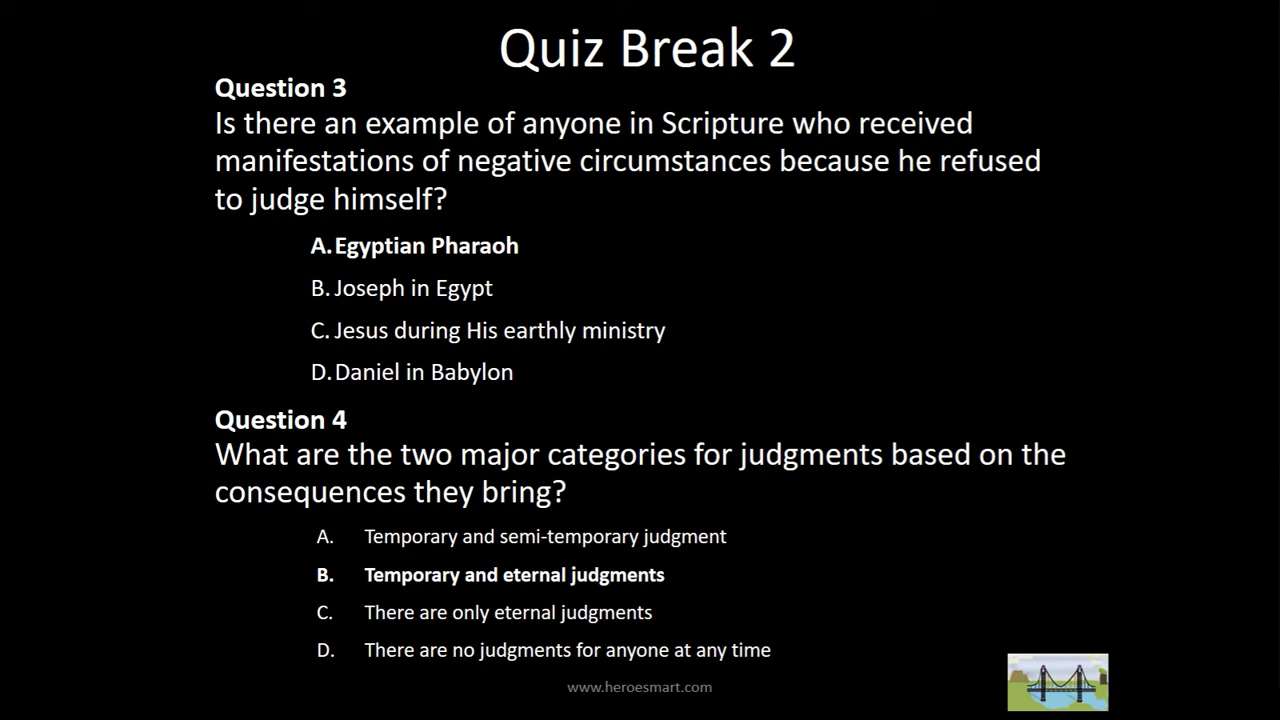 Quiz Break 2
Question 3
Is there an example of anyone in Scripture who received
manifestations of negative circumstances because he refused
to judge himself?
A. Egyptian Pharaoh
B. Joseph in Egypt
C. Jesus during His earthly ministry
D. Daniel in Babylon
Question 4
What are the two major categories for judgments based on the
consequences they bring?
A. Temporary and semi-temporary judgment
B. Temporary and eternal judgments
C. There are only eternal judgments
D. There are no judgments for anyone at any time
www.heroesmart.com